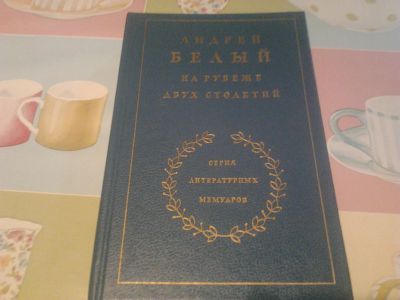 АНДРЕЙ
БЕЛЫЙ
НА РУБЕЖЕ
ДВУХ СТОЛЕТИЙ
СЕРИЯ
ЛИТЕРАТУРНЫХ
МЕМУАРОВ